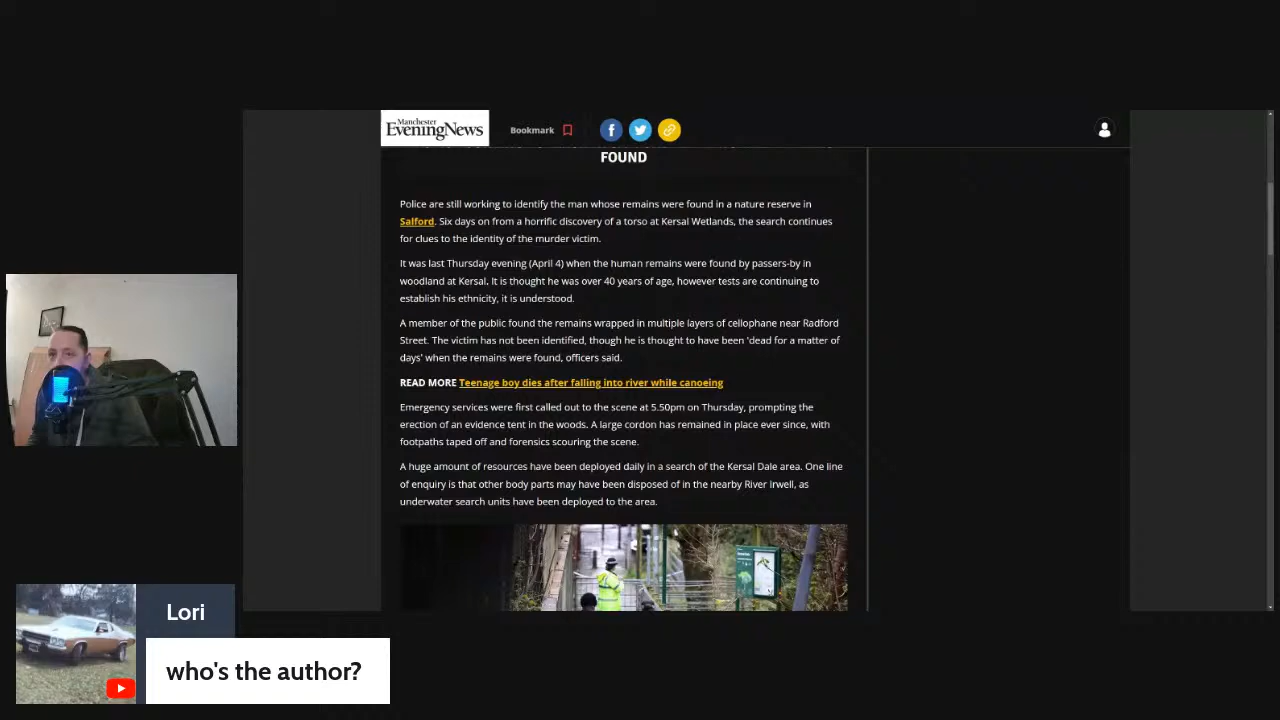 Manchester
Evening News
Bookmark
FOUND
Police are still working to identify the man whose remains were found in a nature reserve in
Salford. Six days on from a horrific discovery of a torso at Kersal Wetlands, the search continues
for clues to the identity of the murder victim.
It was last Thursday evening (April 4) when the human remains were found by passers-by in
woodland at Kersal. It is thought he was over 40 years of age, however tests are continuing to
establish his ethnicity, it is understood.
A member of the public found the remains wrapped in multiple layers of cellophane near Radford
Street. The victim has not been identified, though he is thought to have been 'dead for a matter of
days' when the remains were found, officers said.
READ MORE Teenage boy dies after falling into river while canoeing
Emergency services were first called out to the scene at 5.50pm on Thursday, prompting the
erection of an evidence tent in the woods. A large cordon has remained in place ever since, with
footpaths taped off and forensics scouring the scene.
A huge amount of resources have been deployed daily in a search of the Kersal Dale area. One line
of enquiry is that other body parts may have been disposed of in the nearby River Irwell, as
underwater search units have been deployed to the area.
Lori
who's the author?